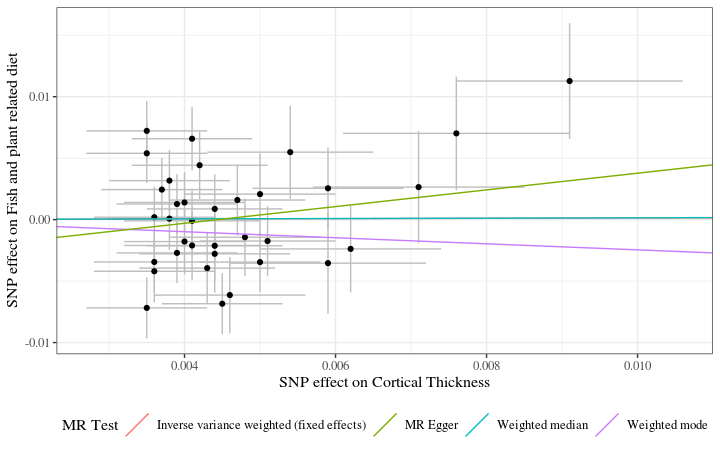 SNP effect on Fish and plant related diet
0.01
0.00
-0.01
0.004
0.006
0.008
0.010
SNP effect on Cortical Thickness
MR Test
Inverse variance weighted (fixed effects)
MR Egger
Weighted median
Weighted mode